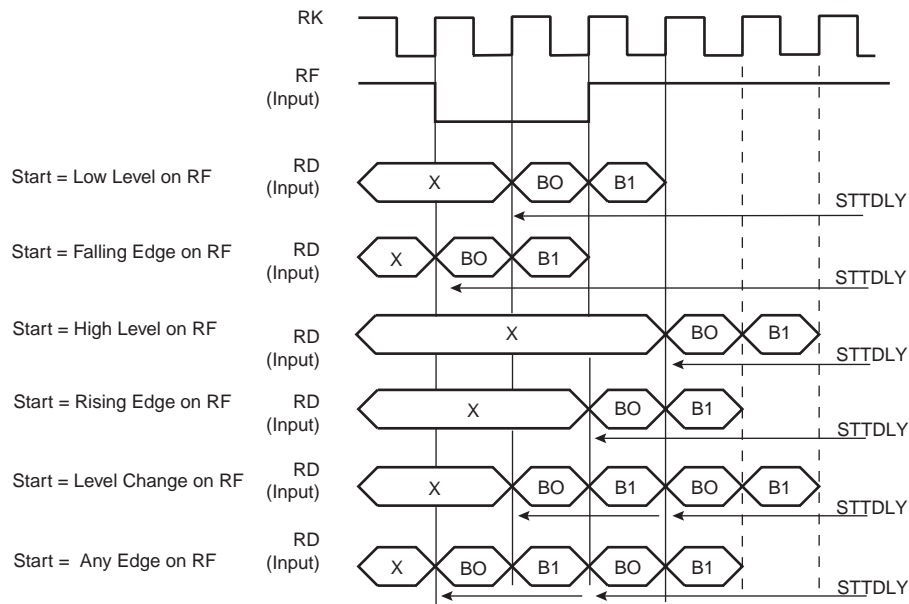 RK
RF
(Input)
Start = Low Level on RF
RD
(Input)
X
BO
B1
STTDLY
Start = Falling Edge on RF
RD
(Input)
X
BO
B1
STTDLY
Start = High Level on RF
RD
(Input)
X
BO
B1
STTDLY
Start = Rising Edge on RF
RD
(Input)
X
BO
B1
STTDLY
Start = Level Change on RF
RD
(Input)
X
BO
B1
BO
B1
STTDLY
Start = Any Edge on RF
RD
(Input)
X
BO
B1
BO
B1
STTDLY